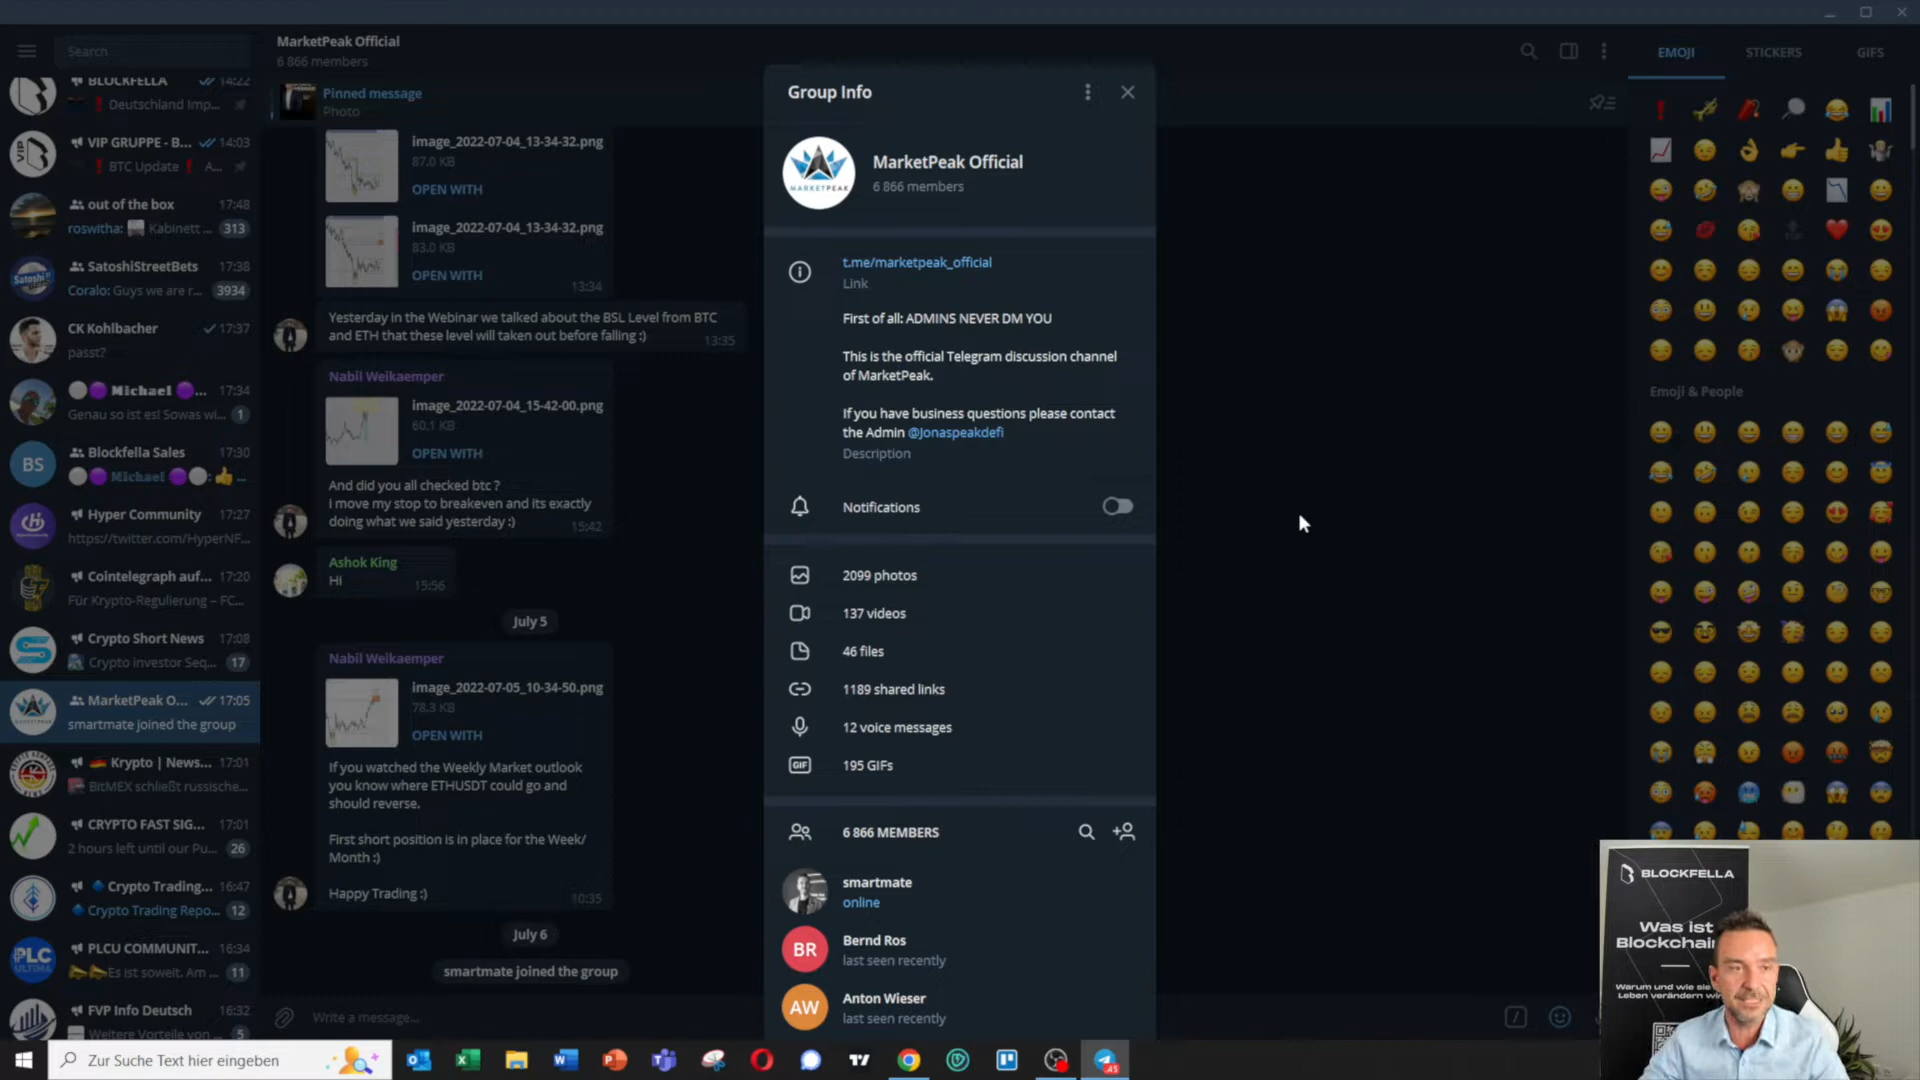 Search
MarketPeak Official
6 866 members
EMOJI
STICKERS
GIFS
BLOCKFELLA
14:22
Deutschland Imp...
VIP GRUPPE - B...
14:03
BTC Update
A...
out of the box
17:48
roswitha:
Kabinett ...
313
SatoshiStreetBets
17:38
Coralo: Guys we are r...
3934
CK Kohlbacher
17:37
passt?
Michael
...
17:34
Genau so ist es! Sowas wi...
1
BS
Blockfella Sales
17:30
Michael
:
...
Hyper Community
17:27
https://twitter.com/HyperNF...
Cointelegraph auf...
17:20
Für Krypto-Regulierung – FC...
Crypto Short News
17:08
Crypto investor Seq...
17
MarketPeak O...
17:05
smartmate joined the group
Krypto | News...
17:01
BitMEX schließt russische...
CRYPTO FAST SIG...
17:01
2 hours left until our Pu...
26
Crypto Trading...
16:47
Crypto Trading Repo...
12
PLC
ULTIMA
PLCU COMMUNIT...
16:34
Es ist soweit. Am ...
11
FVP Info Deutsch
16:32
Weitere Vorteile von ...
5
Pinned message
Photo
image_2022-07-04_13-34-32.png
87.0 KB
OPEN WITH
image_2022-07-04_13-34-32.png
83.0 KB
OPEN WITH
13:34
Yesterday in the Webinar we talked about the BSL Level from BTC
and ETH that these level will taken out before falling :)
13:35
Nabil Weikaemper
image_2022-07-04_15-42-00.png
60.1 KB
OPEN WITH
And did you all checked btc ?
i move my stop to breakeven and its exactly
doing what we said yesterday :)
15:42
Ashok King
Hi
15:56
July 5
Nabil Weikaemper
image_2022-07-05_10-34-50.png
78.3 KB
OPEN WITH
If you watched the Weekly Market outlook
you know where ETHUSDT could go and
should reverse.
First short position is in place for the Week/
Month :)
Happy Trading :)
10:35
July 6
smartmate joined the group
Write a message...
Group Info
MARKETPEAK
MarketPeak Official
6 866 members
t.me/marketpeak_official
Link
First of all: ADMINS NEVER DM YOU
This is the official Telegram discussion channel
of MarketPeak.
If you have business questions please contact
the Admin @Jonaspeakdefi
Description
Notifications
2099 photos
137 videos
46 files
1189 shared links
12 voice messages
GIF
195 GIFs
6 866 MEMBERS
smartmate
online
BR
Bernd Ros
last seen recently
AW
Anton Wieser
last seen recently
Emoji & People
BLOCKFELLA
Was ist
Blockchai
Warum und wie sie
Leben verändern wi
Zur Suche Text hier eingeben